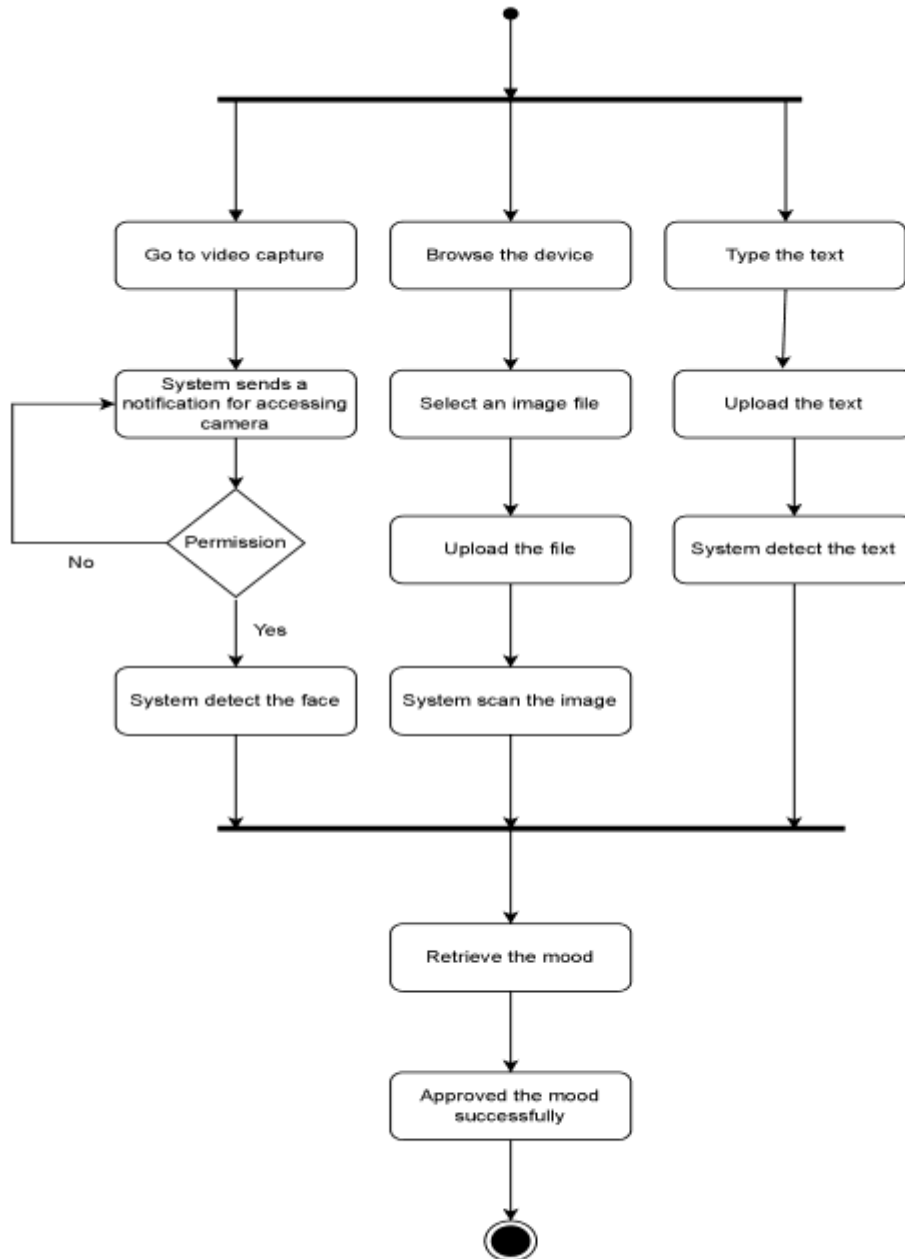 Go to video capture
Browse the device
Type the text
System sends a
notification for accessing
camera
Select an image file
Upload the text
Permission
No
Yes
Upload the file
System detect the text
System detect the face
System scan the image
Retrieve the mood
Approved the mood
successfully